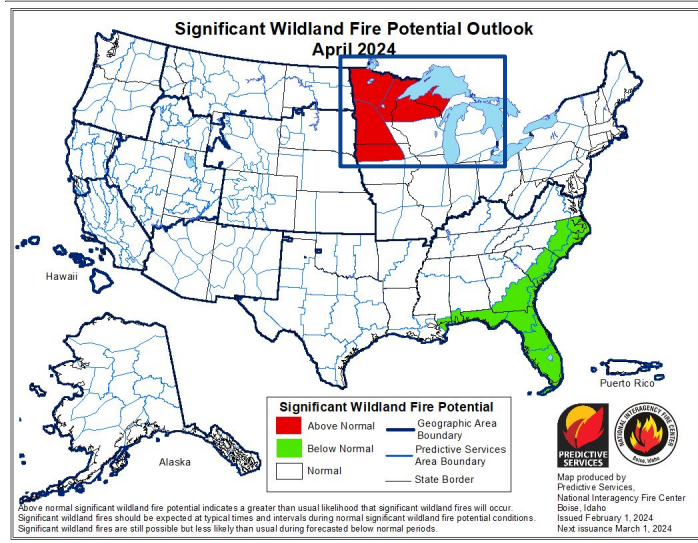 Significant Wildland Fire Potential Outlook
April 2024
Hawaii
Alaska
Puerto Rico
Significant Wildland Fire Potential
Above Normal
Below Normal
Normal
Geographic Area
Boundary
Predictive Services
Area Boundary
State Border
PREDICTIVE
SERVICES
NATIONAL INTERAGENCY FIRE CENTER
Boise, Idaho
Map produced by
Predictive Services,
National Interagency Fire Center
Boise, Idaho
Issued February 1, 2024
Next issuance March 1, 2024
Above normal significant wildland fire potential indicates a greater than usual likelihood that significant wildland fires will occur.
Significant wildland fires should be expected at typical times and intervals during normal significant wildland fire potential conditions.
Significant wildland fires are still possible but less likely than usual during forecasted below normal periods.